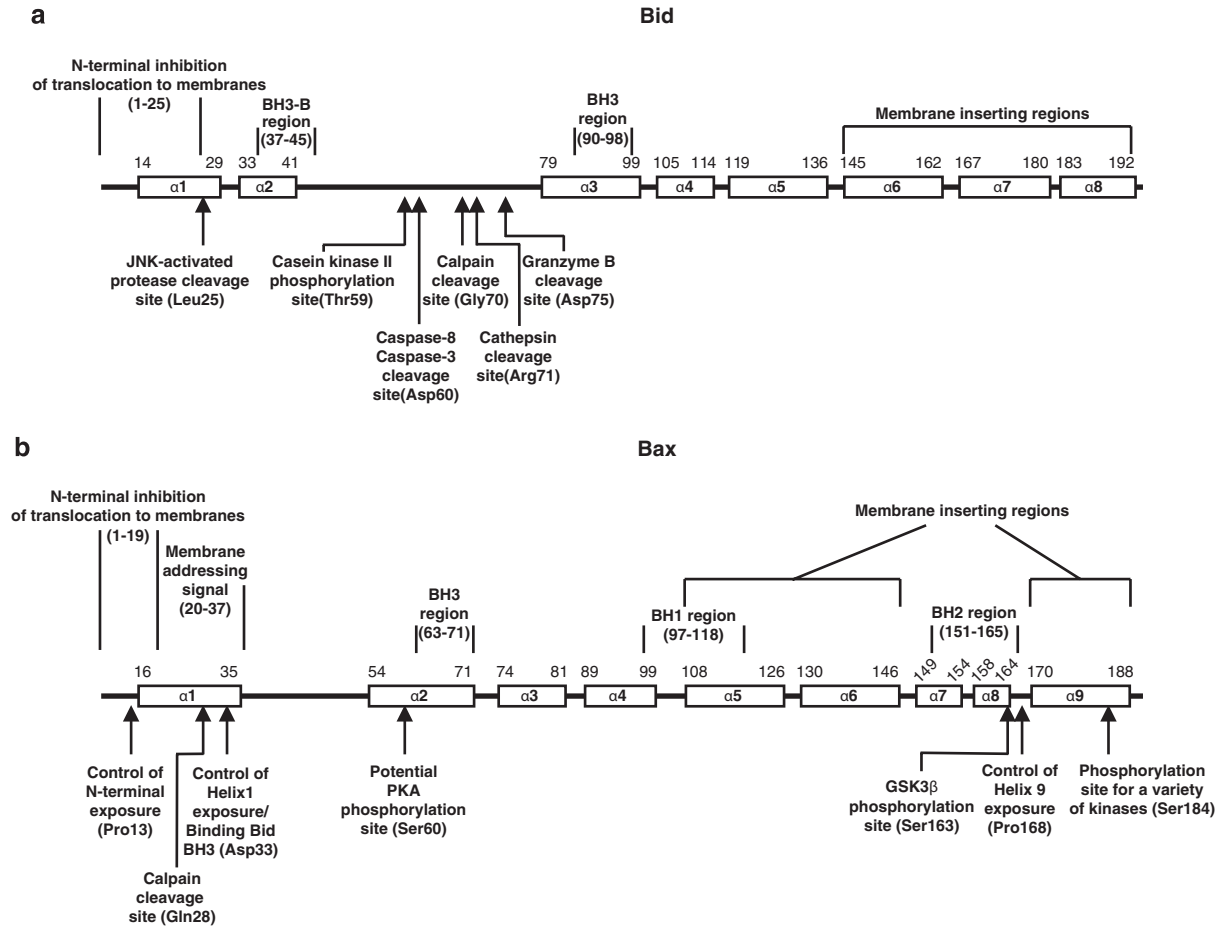 a
Bid
N-terminal inhibition
of translocation to membranes
(1-25)
BH3-B
region
(37-45)
BH3
region
(90-98)
Membrane inserting regions
14 29 33 41 79 99 105 114 119 136 145 162 167 180 183 192
α1 α2 α3 α4 α5 α6 α7 α8
JNK-activated
protease cleavage
site (Leu25)
Casein kinase II
phosphorylation
site(Thr59)
Calpain
cleavage
site (Gly70)
Granzyme B
cleavage
site (Asp75)
Caspase-8
Caspase-3
cleavage
site(Asp60)
Cathepsin
cleavage
site(Arg71)
b
Bax
N-terminal inhibition
of translocation to membranes
(1-19)
Membrane
addressing
signal
(20-37)
BH3
region
(63-71)
Membrane inserting regions
BH1 region
(97-118)
BH2 region
(151-165)
16 35 54 71 74 81 89 99 108 126 130 146 149 154 158 164 170 188
α1 α2 α3 α4 α5 α6 α7 α8 α9
Control of
N-terminal
exposure
(Pro13)
Control of
Helix1
exposure/
Binding Bid
BH3 (Asp33)
Calpain
cleavage
site (Gln28)
Potential
PKA
phosphorylation
site (Ser60)
GSK3β
phosphorylation
site (Ser163)
Control of
Helix 9
exposure
(Pro168)
Phosphorylation
site for a variety
of kinases (Ser184)